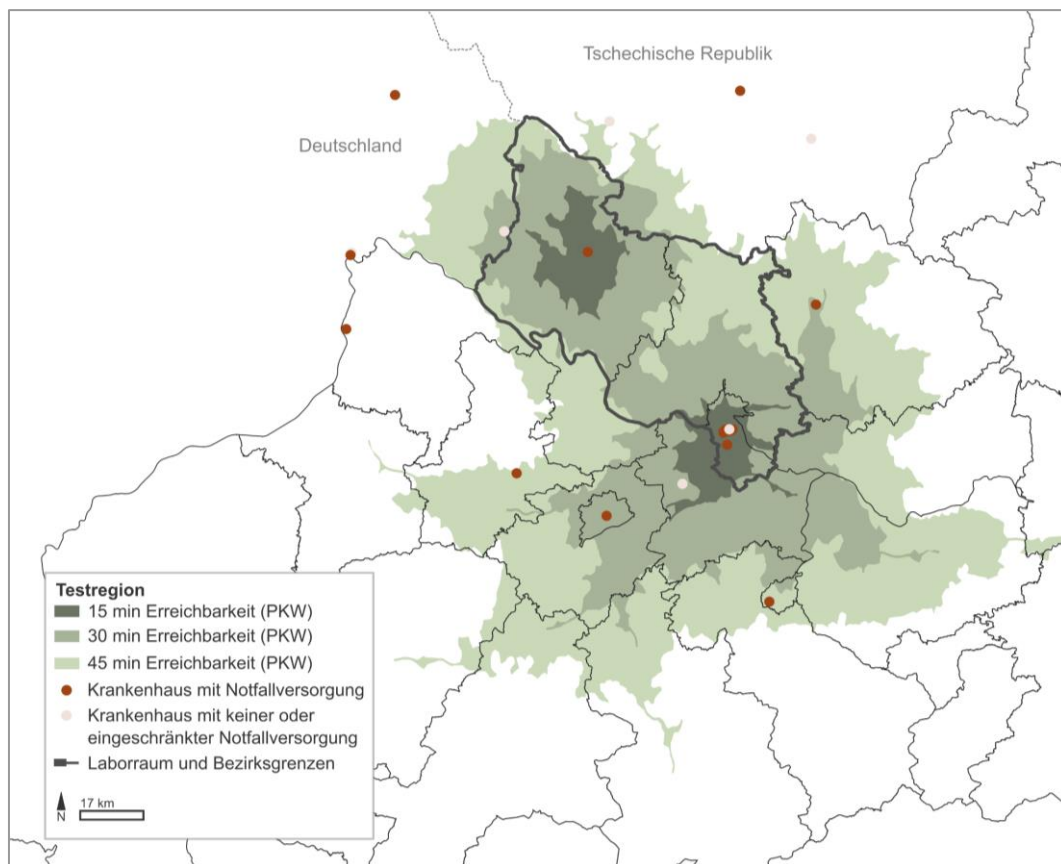 Tschechische Republik
Deutschland
Testregion
15 min Erreichbarkeit (PKW)
30 min Erreichbarkeit (PKW)
45 min Erreichbarkeit (PKW)
Krankenhaus mit Notfallversorgung
Krankenhaus mit keiner oder
eingeschränkter Notfallversorgung
Laborraum und Bezirksgrenzen
17 km
N